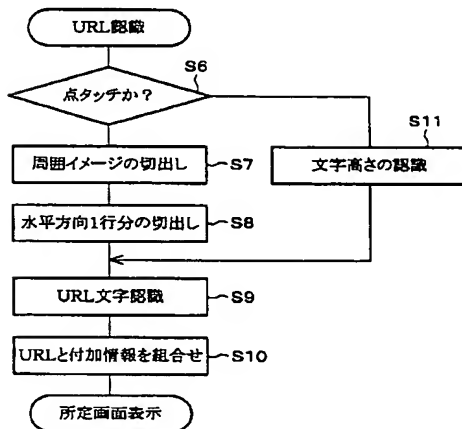 URL認識
S6
点タッチか?
S11
周囲イメージの切出し
S7
文字高さの認識
水平方向1行分の切出し
S8
URL文字認識
S9
URLと付加情報を組合せ
S10
所定画面表示